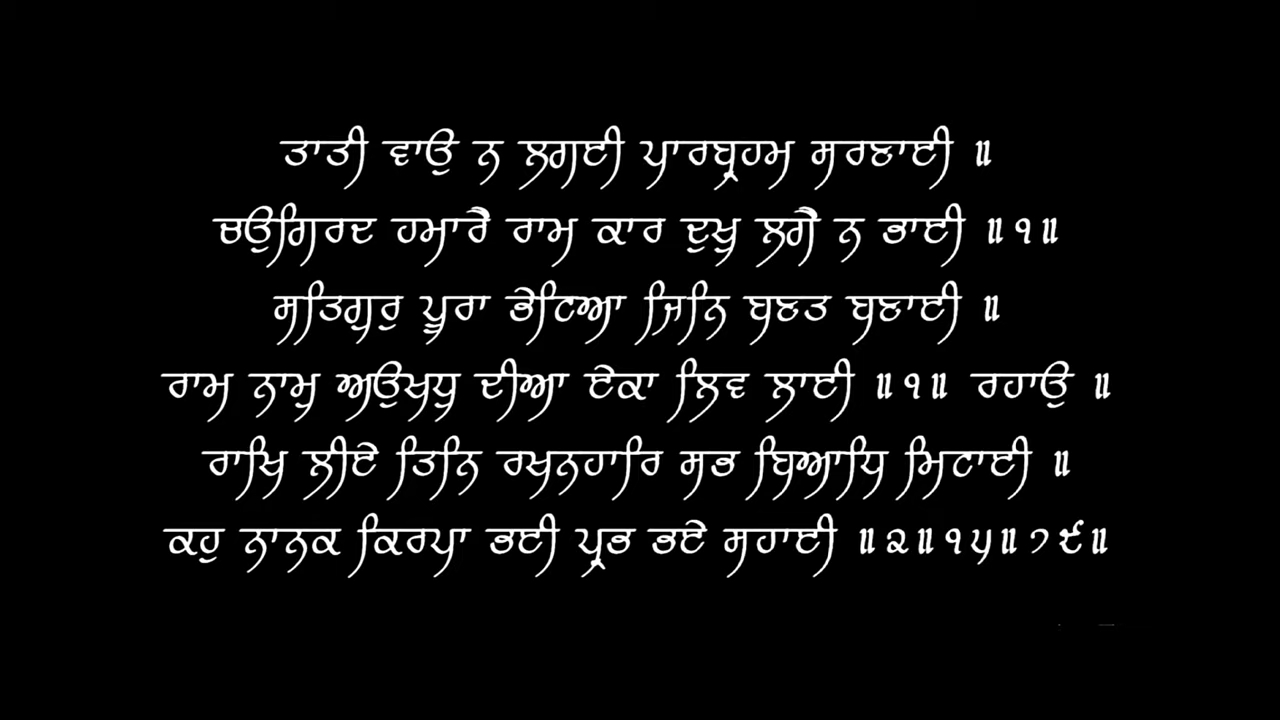 ਤਾਤੀ ਵਾਉ ਨ ਲਗਈ ਪਾਰਬ੍ਰਹਮ ਸਰਣਾਈ ॥
ਚਉਗਿਰਦ ਹਮਾਰੈ ਰਾਮ ਕਾਰ ਦੁਖੁ ਲਗੈ ਨ ਭਾਈ ॥੧॥
ਸਤਿਗੁਰੁ ਪੂਰਾ ਭੇਟਿਆ ਜਿਨਿ ਬਣਤ ਬਣਾਈ ॥
ਰਾਮ ਨਾਮੁ ਅਉਖਧੁ ਦੀਆ ਏਕਾ ਲਿਵ ਲਾਈ ॥੧॥ ਰਹਾਉ ॥
ਰਾਖਿ ਲੀਏ ਤਿਨਿ ਰਖਨਹਾਰਿ ਸਭ ਬਿਆਧਿ ਮਿਟਾਈ ॥
ਕਹੁ ਨਾਨਕ ਕਿਰਪਾ ਭਈ ਪ੍ਰਭ ਭਏ ਸਹਾਈ ॥੨॥੧੫॥੭੯॥